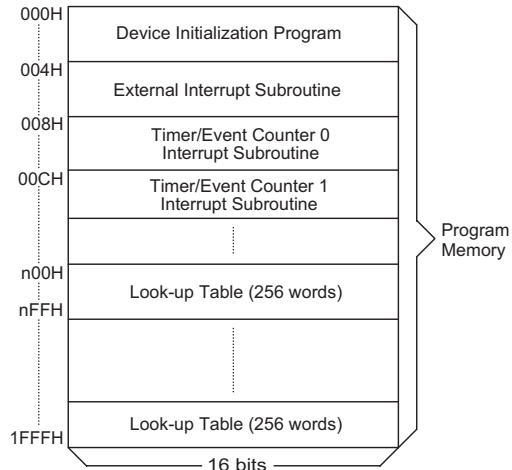 000H
Device Initialization Program
004H
External Interrupt Subroutine
008H
Timer/Event Counter 0
Interrupt Subroutine
00CH
Timer/Event Counter 1
Interrupt Subroutine
Program
Memory
n00H
Look-up Table (256 words)
nFFH
Look-up Table (256 words)
1FFFH
16 bits